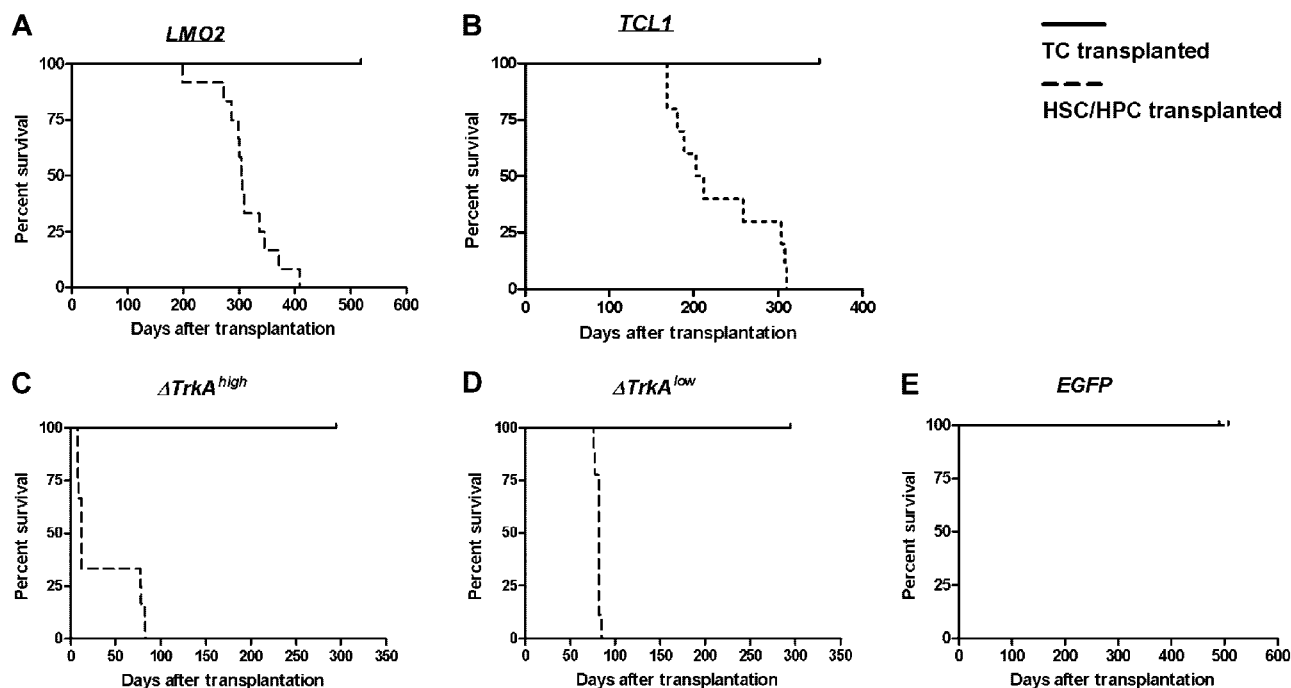 A
LMO2
100
75
50
25
0
Percent survival
0 100 200 300 400 500 600
Days after transplantation
B
TCL1
100
75
50
25
0
Percent survival
0 100 200 300 400
Days after transplantation
TC transplanted
HSC/HPC transplanted
C
ΔTrkA^high
100
75
50
25
0
Percent survival
0 50 100 150 200 250 300 350
Days after transplantation
D
ΔTrkA^low
100
75
50
25
0
Percent survival
0 50 100 150 200 250 300 350
Days after transplantation
E
EGFP
100
75
50
25
0
Percent survival
0 100 200 300 400 500 600
Days after transplantation